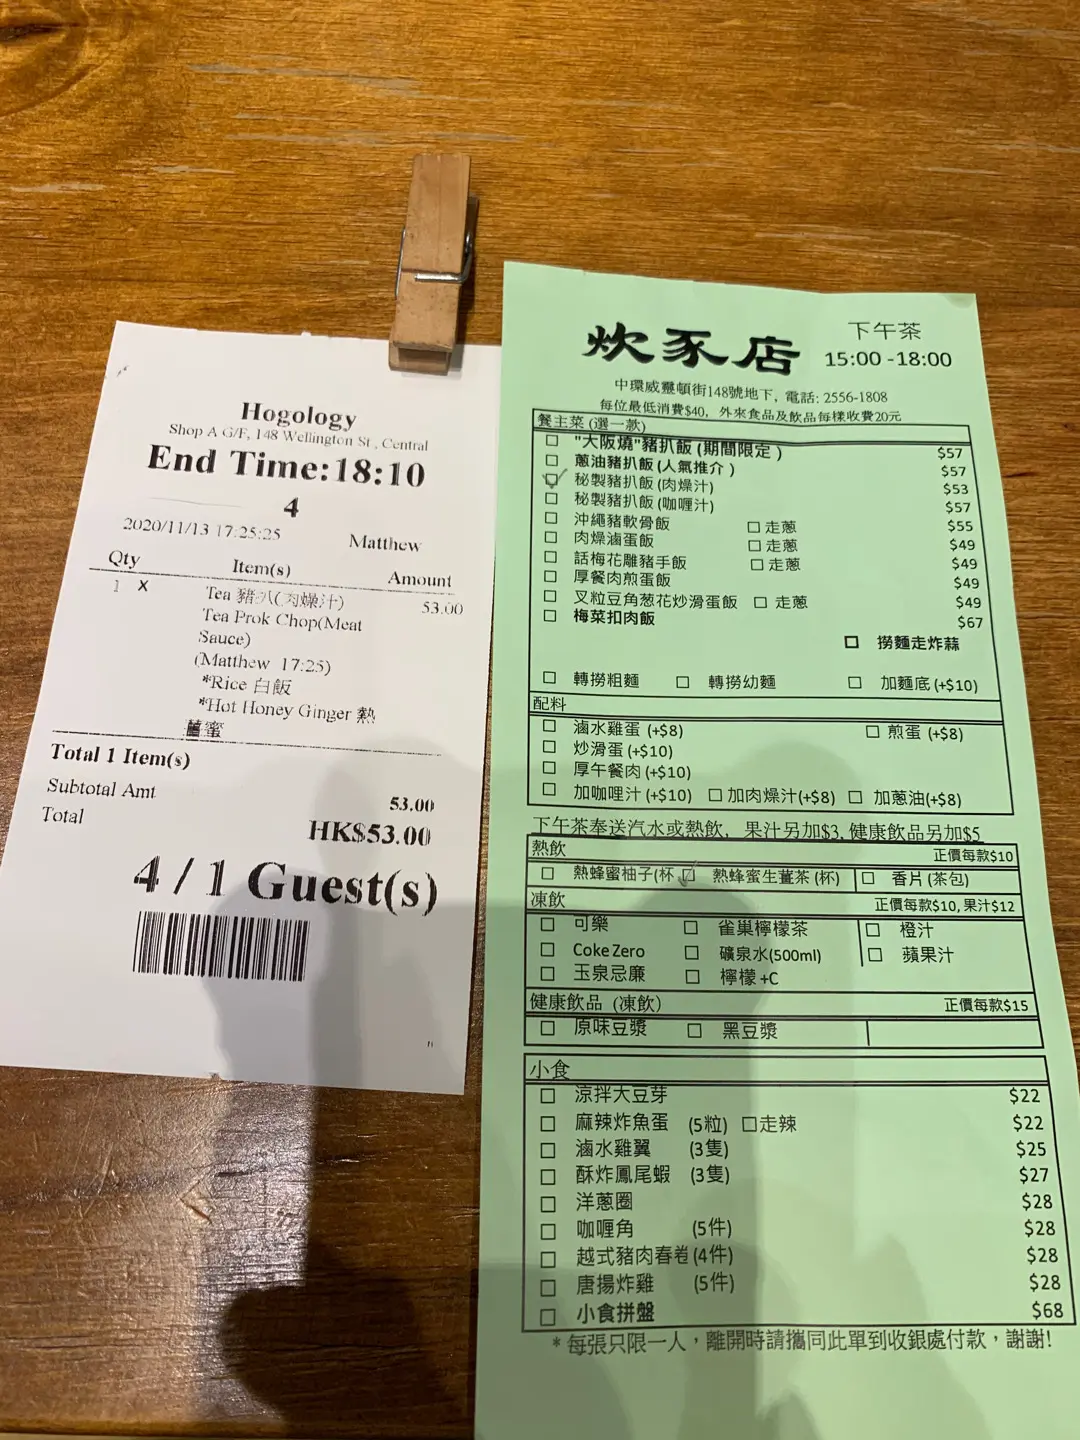 Hogology
Shop A G/F, 148 Wellington St., Central
End Time:18:10
4
2020/11/13 17:25:25 Matthew
Qty Item(s) Amount
1 X Tea 豬扒(肉燥汁) 53.00
Tea Prok Chop(Meat
Sauce)
(Matthew 17:25)
*Rice 白飯
*Hot Honey Ginger 熱
薑蜜
Total 1 Item(s)
Subtotal Amt 53.00
Total HK$53.00
4 / 1 Guest(s)
炊豕店 下午茶
15:00 -18:00
中環威靈頓街148號地下, 電話: 2556-1808
每位最低消費$40, 外來食品及飲品每樣收費20元
餐主菜 (選一款)
□ "大阪燒"豬扒飯 (期間限定 ) $57
□ 蔥油豬扒飯 (人氣推介 ) $57
□ 秘製豬扒飯 (肉燥汁) $53
□ 秘製豬扒飯 (咖喱汁) $57
□ 沖繩豬軟骨飯 □ 走蔥 $55
□ 肉燥滷蛋飯 □ 走蔥 $49
□ 話梅花雕豬手飯 □ 走蔥 $49
□ 厚餐肉煎蛋飯 $49
□ 叉粒豆角葱花炒滑蛋飯 □ 走蔥 $49
□ 梅菜扣肉飯 $67
□ 撈麵走炸蒜
□ 轉撈粗麵 □ 轉撈幼麵 □ 加麵底 (+$10)
配料
□ 滷水雞蛋 (+$8) □ 煎蛋 (+$8)
□ 炒滑蛋 (+$10)
□ 厚午餐肉 (+$10)
□ 加咖哩汁 (+$10) □ 加肉燥汁(+$8) □ 加蔥油(+$8)
下午茶奉送汽水或熱飲, 果汁另加$3, 健康飲品另加$5
熱飲 正價每款$10
□ 熱蜂蜜柚子(杯 ☑ 熱蜂蜜生薑茶 (杯) □ 香片 (茶包)
凍飲 正價每款$10, 果汁$12
□ 可樂 □ 雀巢檸檬茶 □ 橙汁
□ Coke Zero □ 礦泉水(500ml) □ 蘋果汁
□ 玉泉忌廉 □ 檸檬 +C
健康飲品 (凍飲) 正價每款$15
□ 原味豆漿 □ 黑豆漿
小食
□ 涼拌大豆芽 $22
□ 麻辣炸魚蛋 (5粒) □走辣 $22
□ 滷水雞翼 (3隻) $25
□ 酥炸鳳尾蝦 (3隻) $27
□ 洋蔥圈 $28
□ 咖喱角 (5件) $28
□ 越式豬肉春卷 (4件) $28
□ 唐揚炸雞 (5件) $28
□ 小食拼盤 $68
* 每張只限一人，離開時請攜同此單到收銀處付款，謝謝!